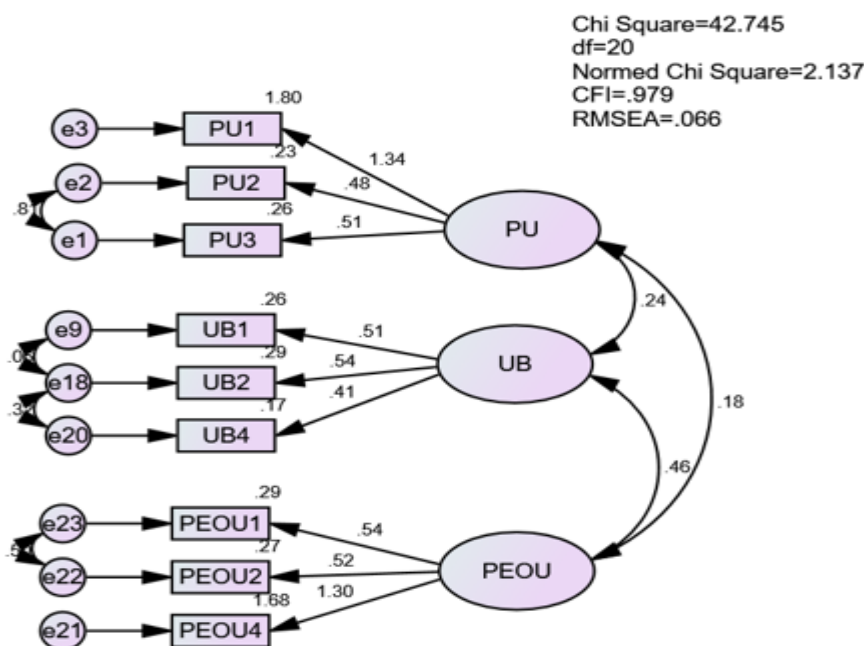 Chi Square=42.745
df=20
Normed Chi Square=2.137
CFI=.979
RMSEA=.066
1.80
e3
PU1
1.34
.23
e2
PU2
.48
.26
e1
PU3
.51
PU
.24
.26
e9
UB1
.51
.29
e18
UB2
.54
.17
e20
UB4
.41
UB
.18
.46
.29
e23
PEOU1
.54
.27
e22
PEOU2
.52
1.68
e21
PEOU4
1.30
PEOU